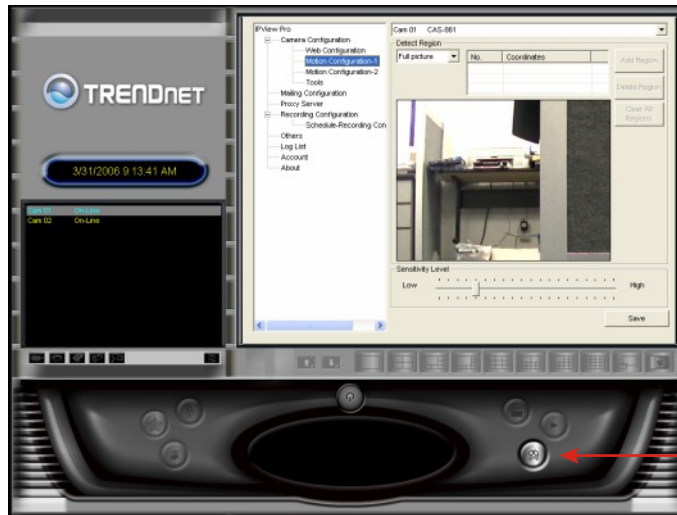 TRENDNET
3/31/2006 9:13:41 AM
Cam 01 On-Line
Cam 02 On-Line
IPView Pro
Camera Configuration
Web Configuration
Motion Configuration-1
Motion Configuration-2
Tools
Mailing Configuration
Proxy Server
Recording Configuration
Schedule-Recording Con
Others
Log List
Account
About
Cam 01 CAS-861
Detect Region
Full picture
No. Coordinates
Add Region
Delete Region
Clear All
Regions
Sensitivity Level
Low High
Save